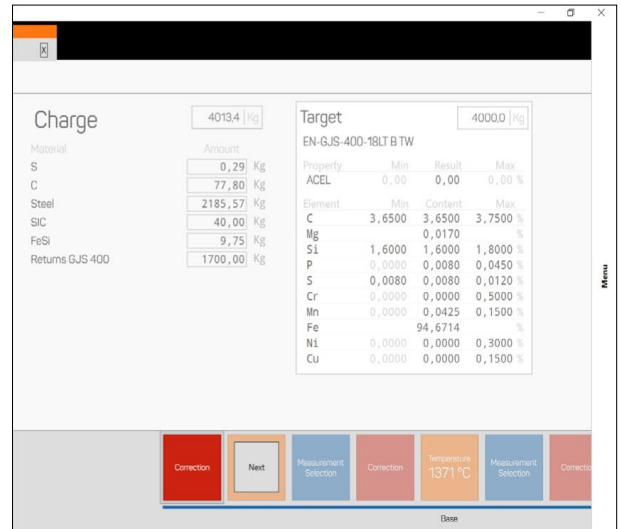 X
Charge
4013,4 Kg
Material Amount
S 0,29 Kg
C 77,80 Kg
Steel 2185,57 Kg
SIC 40,00 Kg
FeSi 9,75 Kg
Returns GJS 400 1700,00 Kg
Target
4000,0 Kg
EN-GJS-400-18LT B TW
Property Min Result Max
ACEL 0,00 0,00 0,00 %
Element Min Content Max
C 3,6500 3,6500 3,7500 %
Mg 0,0170 %
Si 1,6000 1,6000 1,8000 %
P 0,0000 0,0080 0,0450 %
S 0,0080 0,0080 0,0120 %
Cr 0,0000 0,0000 0,5000 %
Mn 0,0000 0,0425 0,1500 %
Fe 94,6714 %
Ni 0,0000 0,0000 0,3000 %
Cu 0,0000 0,0000 0,1500 %
Menu
Correction
Next
Measurement
Selection
Correction
Temperature
1371 °C
Measurement
Selection
Correctio
Base